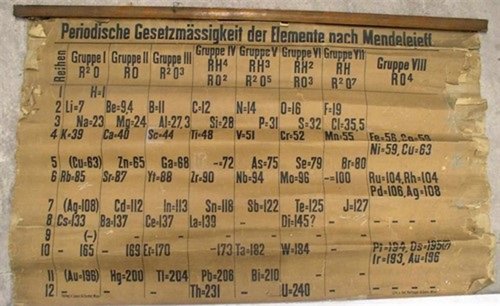 Periodische Gesetzmässigkeit der Elemente nach Mendelejeff
Reihen Gruppe I Gruppe II Gruppe III Gruppe IV Gruppe V Gruppe VI Gruppe VII Gruppe VIII
RH⁴ RH³ RH² RH
R²O RO R²O³ RO² R²O⁵ RO³ R²O⁷ RO⁴
1 H=1
2 Li=7 Be=9,4 B=11 C=12 N=14 O=16 F=19
3 Na=23 Mg=24 Al=27,3 Si=28 P=31 S=32 Cl=35,5
4 K=39 Ca=40 Sc=44 Ti=48 V=51 Cr=52 Mn=55 Fe=56, Co=59
Ni=59, Cu=63
5 (Cu=63) Zn=65 Ga=68 -=72 As=75 Se=79 Br=80
6 Rb=85 Sr=87 Yt=88 Zr=90 Nb=94 Mo=96 -=100 Ru=104, Rh=104
Pd=106, Ag=108
7 (Ag=108) Cd=112 In=113 Sn=118 Sb=122 Te=125 J=127
8 Cs=133 Ba=137 Ce=137 La=139 - Di=145? - -
9 (-) - - - - - -
10 - 165 - 169 Er=170 -173 Ta=182 W=184 - Pt=194, Os=195(?)
Ir=193, Au=196
11 (Au=196) Hg=200 Tl=204 Pb=206 Bi=210 - -
12 - - - Th=231 - U=240 - -